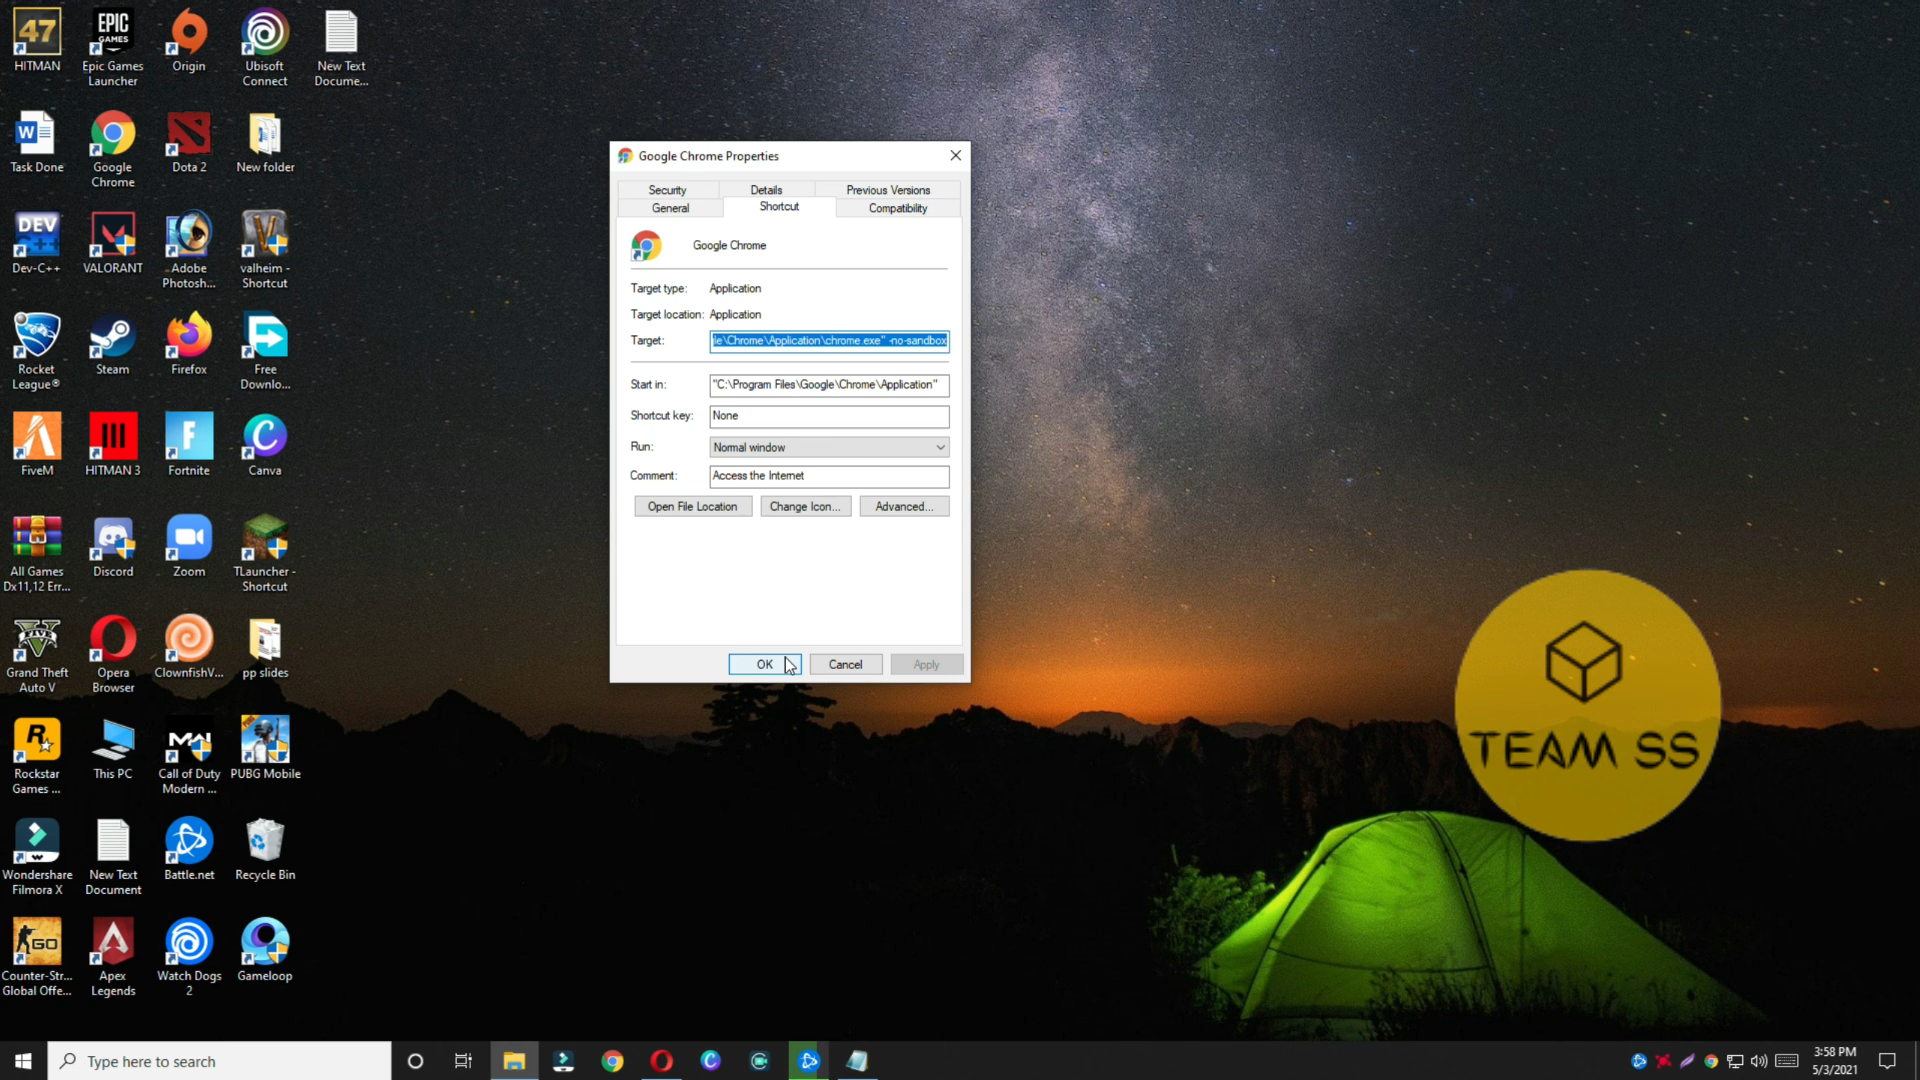 HITMAN
Epic Games
Launcher
Origin
Ubisoft
Connect
New Text
Docume...
Task Done
Google
Chrome
Dota 2
New folder
Dev-C++
VALORANT
Adobe
Photosh...
valheim -
Shortcut
Rocket
League®
Steam
Firefox
Free
Downlo...
FiveM
HITMAN 3
Fortnite
Canva
All Games
Dx11,12 Err...
Discord
Zoom
TLauncher -
Shortcut
Grand Theft
Auto V
Opera
Browser
ClownfishV...
pp slides
Rockstar
Games ...
This PC
Call of Duty
Modern ...
PUBG Mobile
Wondershare
Filmora X
New Text
Document
Battle.net
Recycle Bin
Counter-Str...
Global Offe...
Apex
Legends
Watch Dogs
2
Gameloop
47
EPIC
GAMES
W
DEV
C++
F
GO
Google Chrome Properties
Security Details Previous Versions
General Shortcut Compatibility
Google Chrome
Target type: Application
Target location: Application
Target: le\Chrome\Application\chrome.exe" -no-sandbox
Start in: "C:\Program Files\Google\Chrome\Application"
Shortcut key: None
Run: Normal window
Comment: Access the Internet
Open File Location Change Icon... Advanced...
OK Cancel Apply
TEAM SS
Type here to search
3:58 PM
5/3/2021